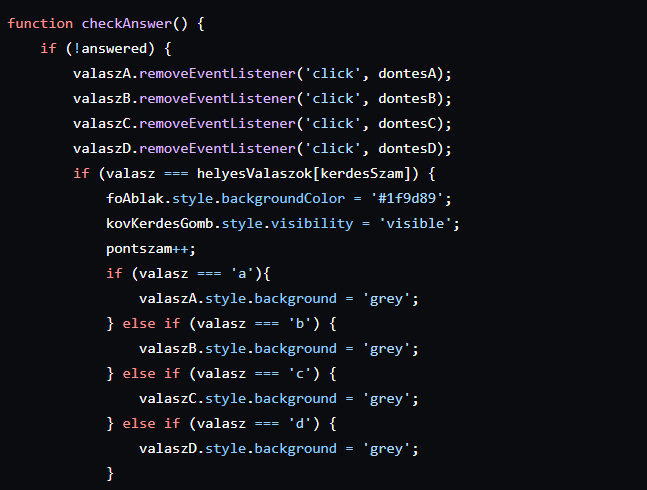 function checkAnswer() {
    if (!answered) {
        valaszA.removeEventListener('click', dontesA);
        valaszB.removeEventListener('click', dontesB);
        valaszC.removeEventListener('click', dontesC);
        valaszD.removeEventListener('click', dontesD);
        if (valasz === helyesValaszok[kerdesSzam]) {
            foAblak.style.backgroundColor = '#1f9d89';
            kovKerdesGomb.style.visibility = 'visible';
            pontszam++;
            if (valasz === 'a'){
                valaszA.style.background = 'grey';
            } else if (valasz === 'b') {
                valaszB.style.background = 'grey';
            } else if (valasz === 'c') {
                valaszC.style.background = 'grey';
            } else if (valasz === 'd') {
                valaszD.style.background = 'grey';
            }